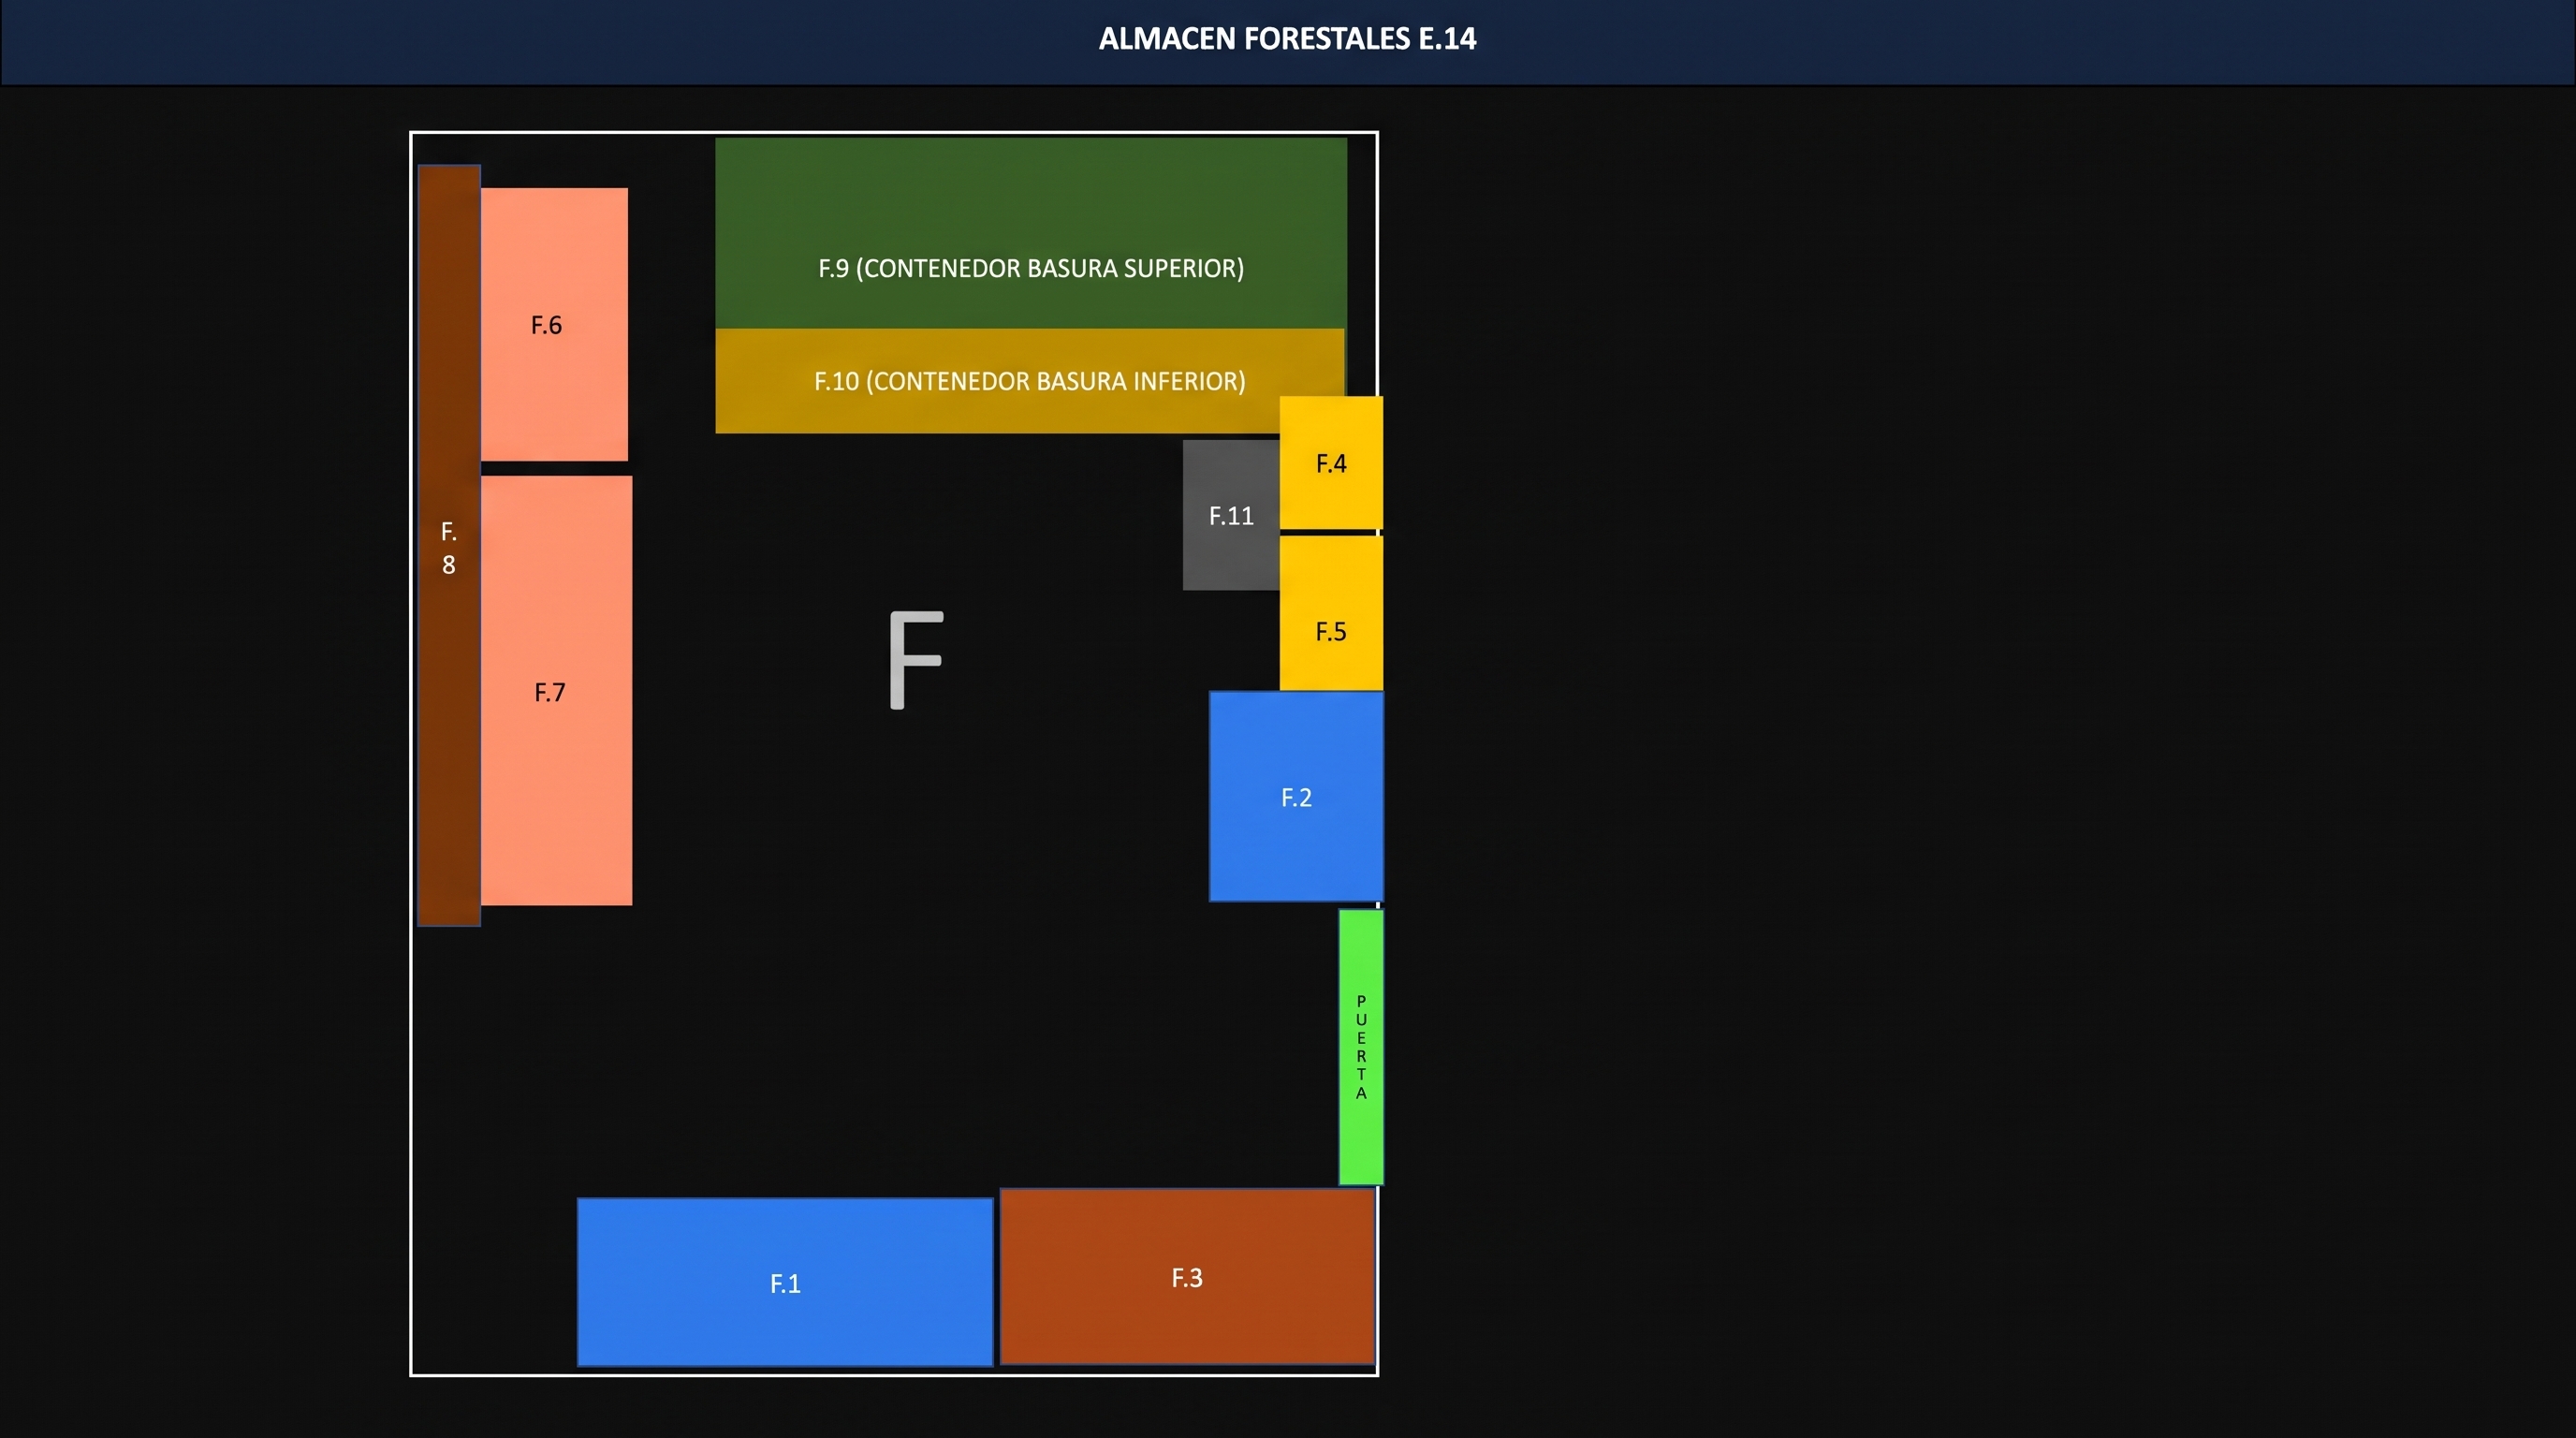 ALMACEN FORESTALES E.14
F.9 (CONTENEDOR BASURA SUPERIOR)
F.6
F.10 (CONTENEDOR BASURA INFERIOR)
F.4
F.11
F.
8
F.5
F
F.7
F.2
P
U
E
R
T
A
F.1
F.3